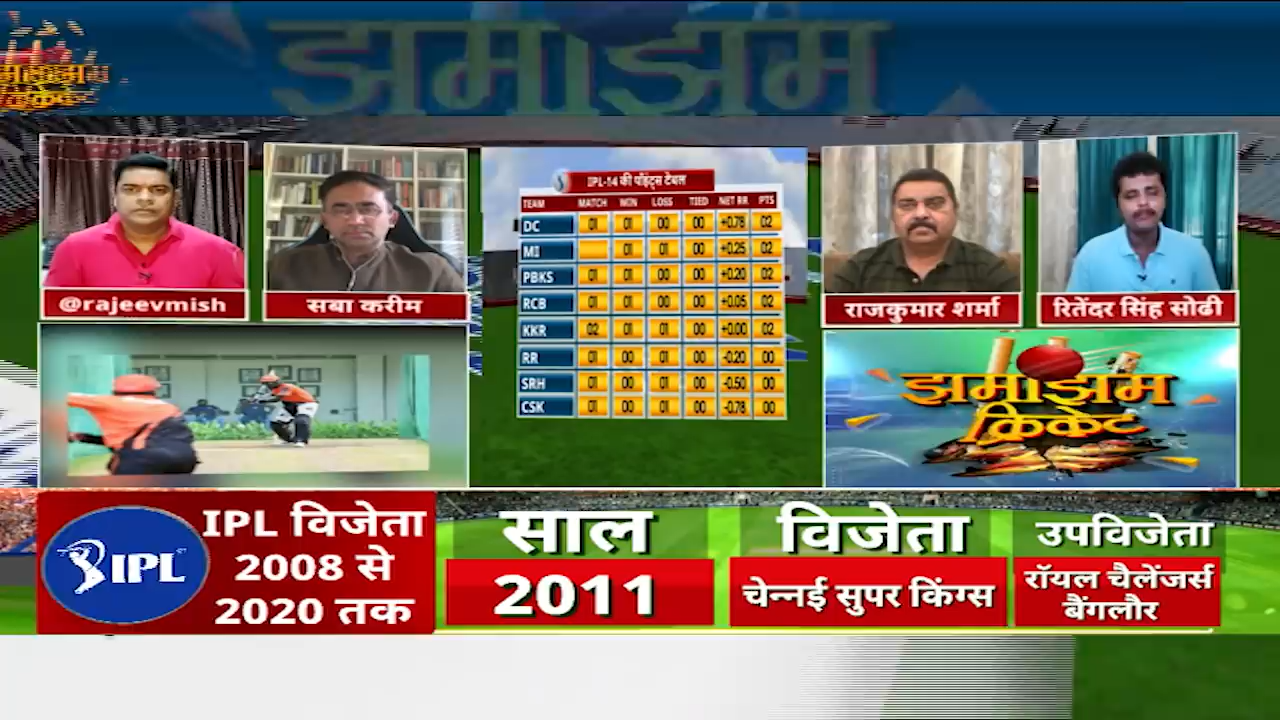 झमाझम
@rajeevmish
सबा करीम
IPL-14 की पॉइंट्स टेबल
TEAM MATCH WIN LOSS TIED NET RR PTS
DC 01 01 00 00 +0.78 02
MI 01 01 00 +0.25 02
PBKS 01 01 00 00 +0.20 02
RCB 01 01 00 00 +0.05 02
KKR 02 01 01 00 +0.00 02
RR 01 00 01 00 -0.20 00
SRH 01 00 01 00 -0.50 00
CSK 01 00 01 00 -0.78 00
राजकुमार शर्मा
रितेंदर सिंह सोढी
झमाझम
क्रिकेट
IPL
IPL विजेता
2008 से
2020 तक
साल
2011
विजेता
चेन्नई सुपर किंग्स
उपविजेता
रॉयल चैलेंजर्स
बैंगलौर